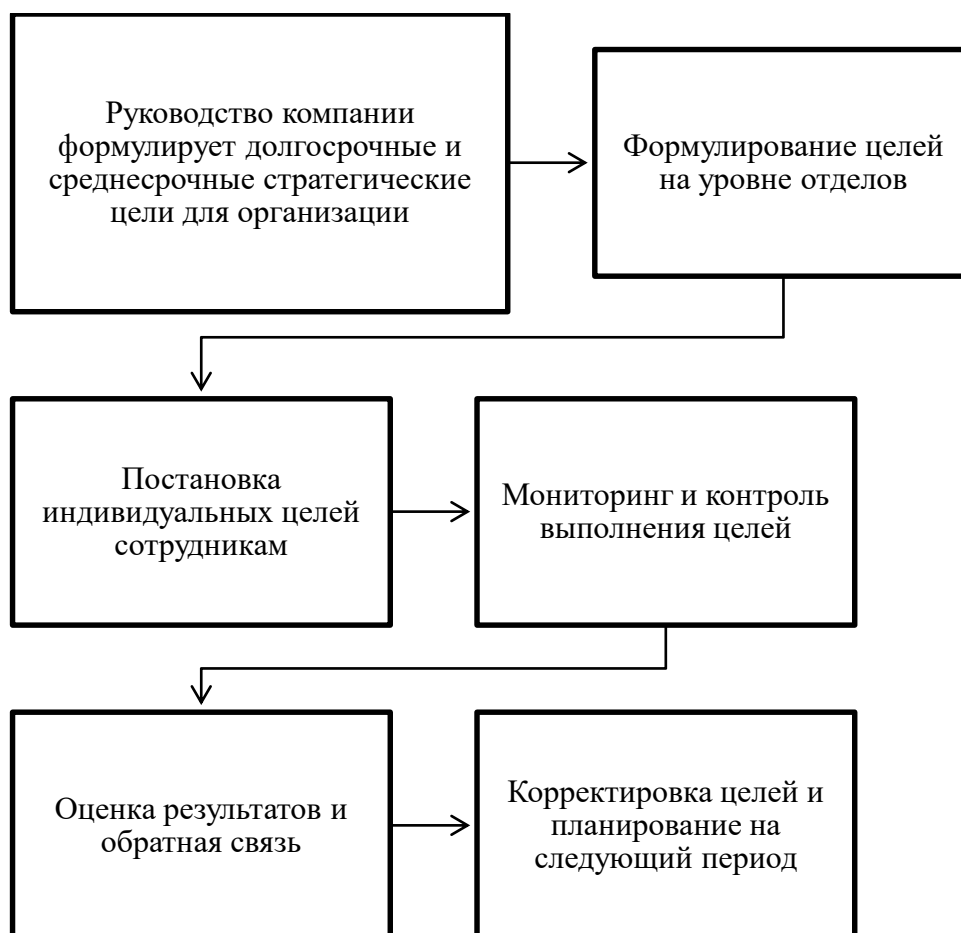 Руководство компании
формулирует долгосрочные и
среднесрочные стратегические
цели для организации
Формулирование целей
на уровне отделов
Постановка
индивидуальных целей
сотрудникам
Мониторинг и контроль
выполнения целей
Оценка результатов и
обратная связь
Корректировка целей и
планирование на
следующий период